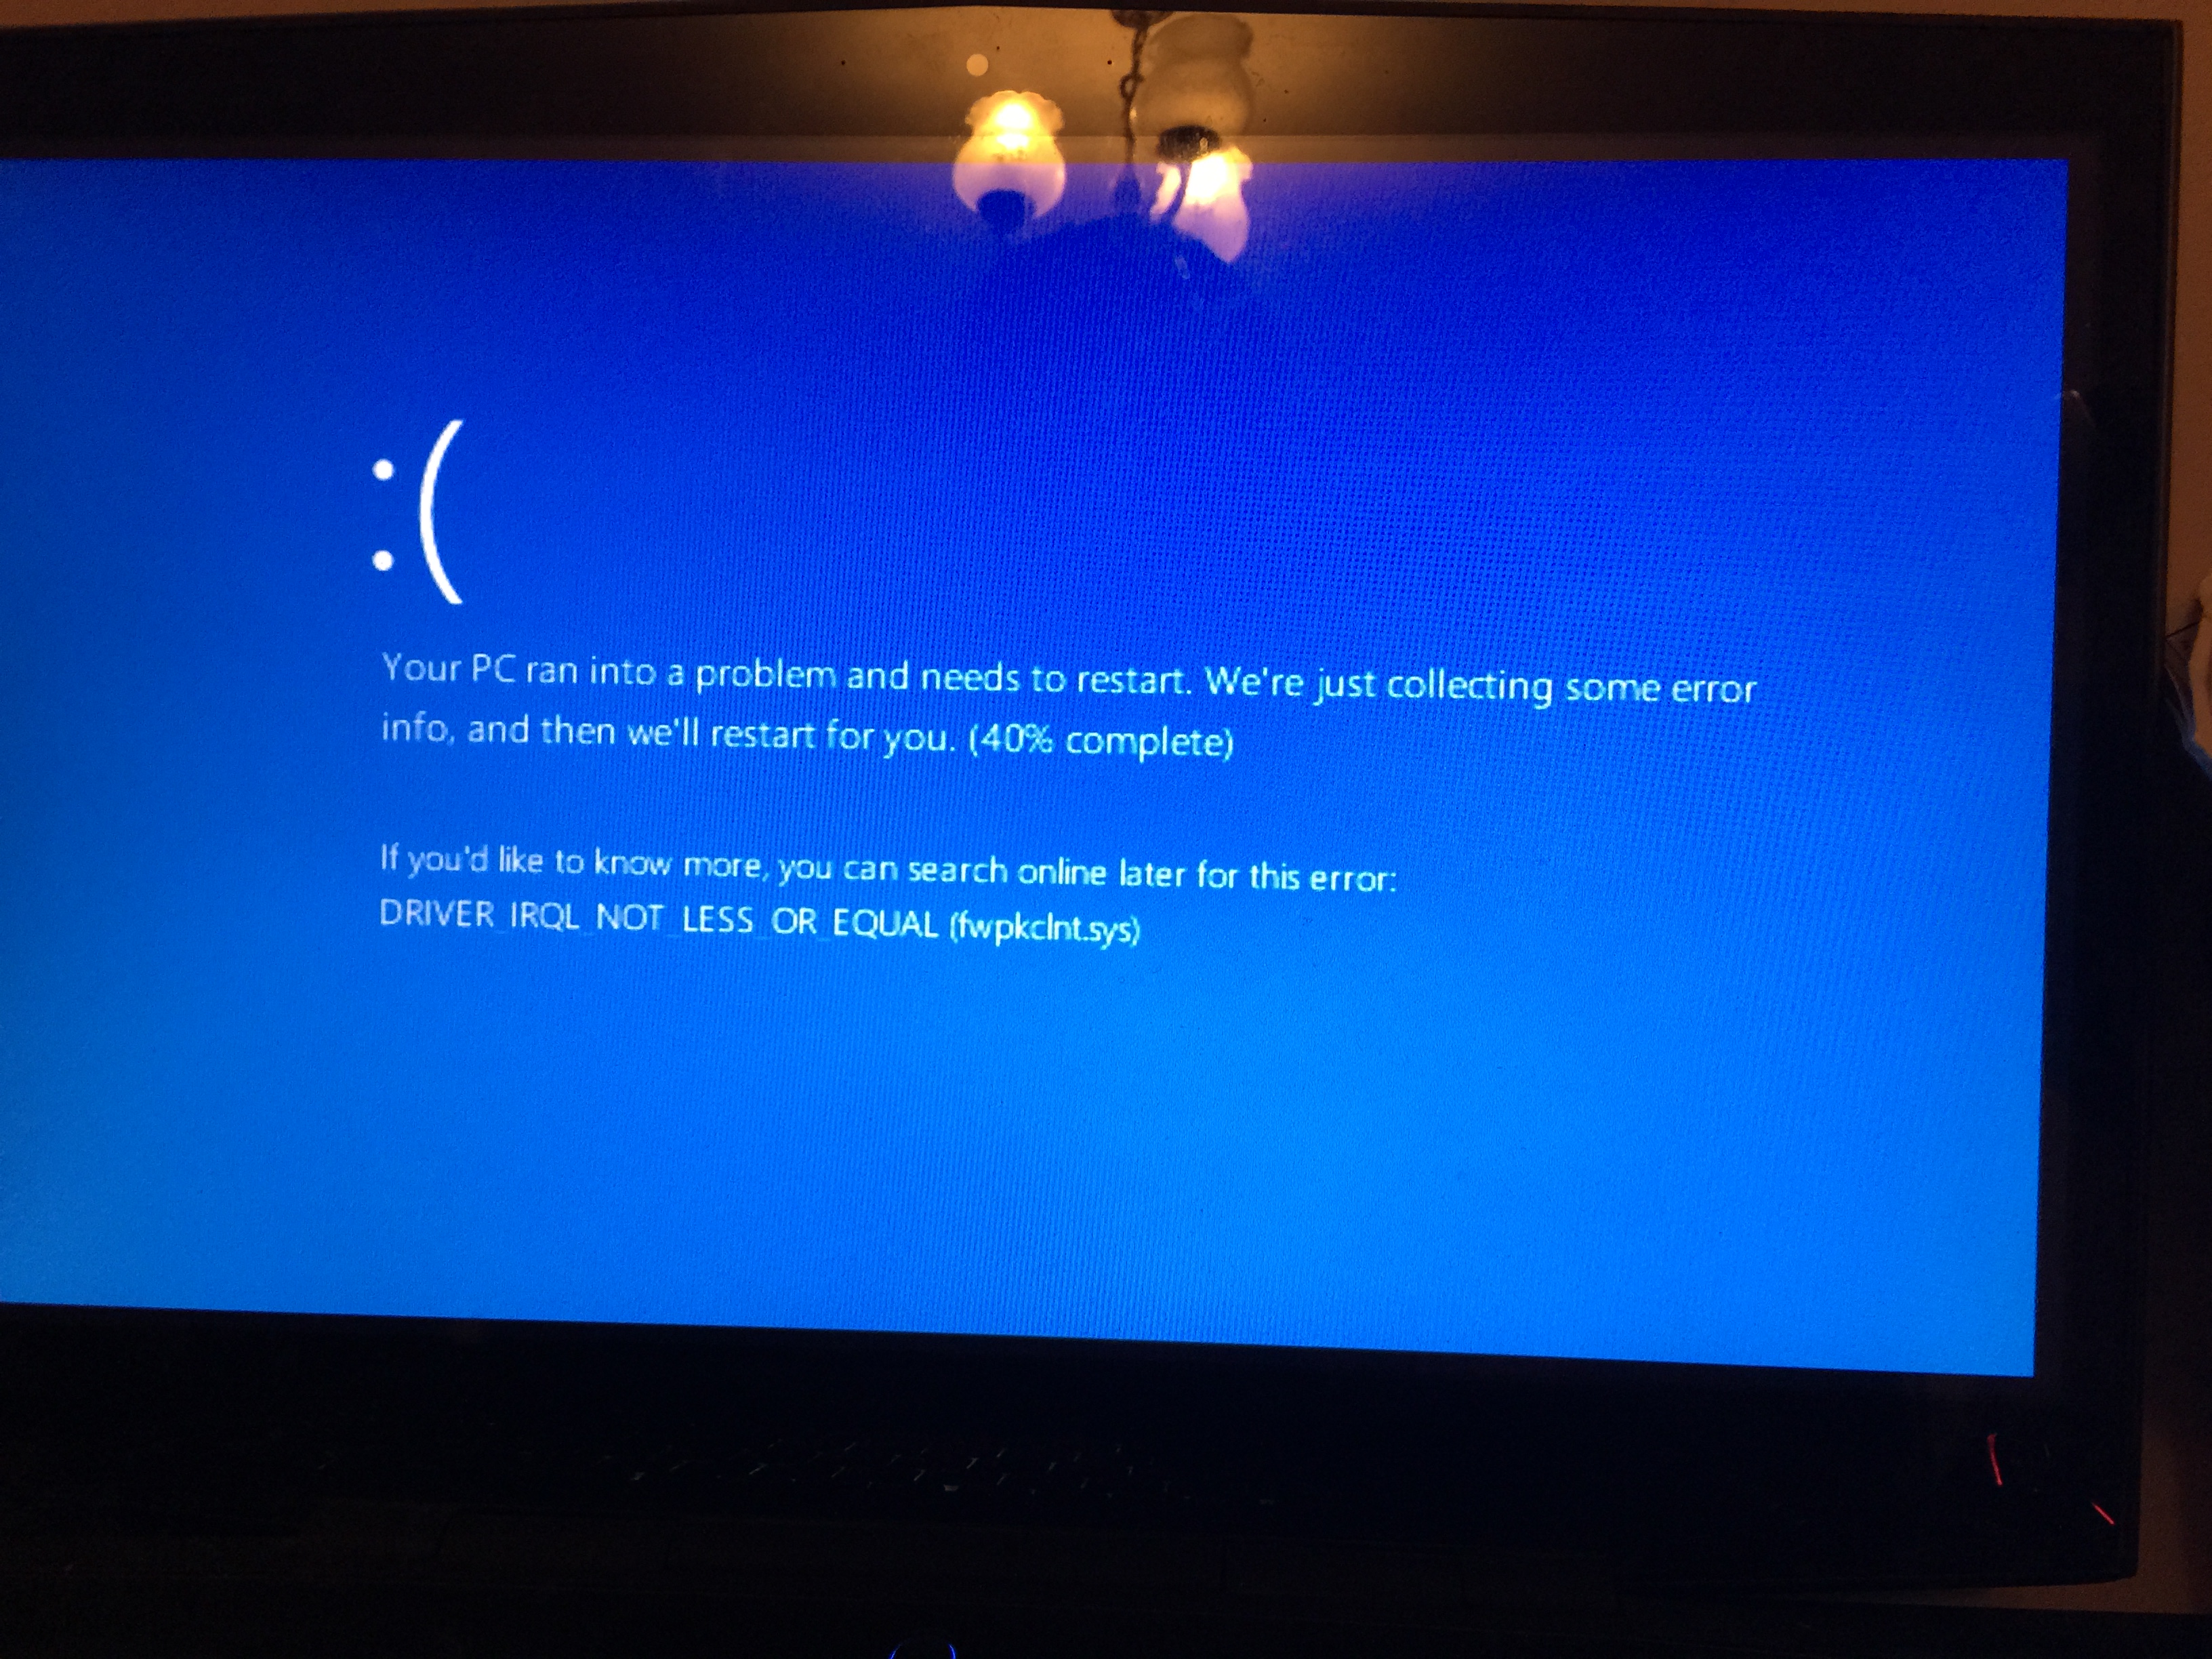 :(
Your PC ran into a problem and needs to restart. We're just collecting some error
info, and then we'll restart for you. (40% complete)
If you'd like to know more, you can search online later for this error:
DRIVER_IRQL_NOT_LESS_OR_EQUAL (fwpkclnt.sys)